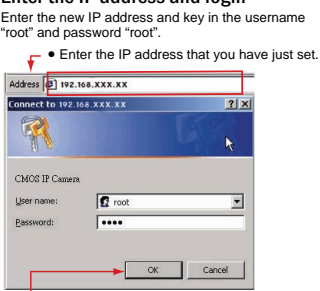 Enter the IP address and login
Enter the new IP address and key in the username
“root” and password “root”.
• Enter the IP address that you have just set.
Address 192.168.XXX.XX
Connect to 192.168.XXX.XX
CMOS IP Camera
User name: root
Password: ••••
OK Cancel